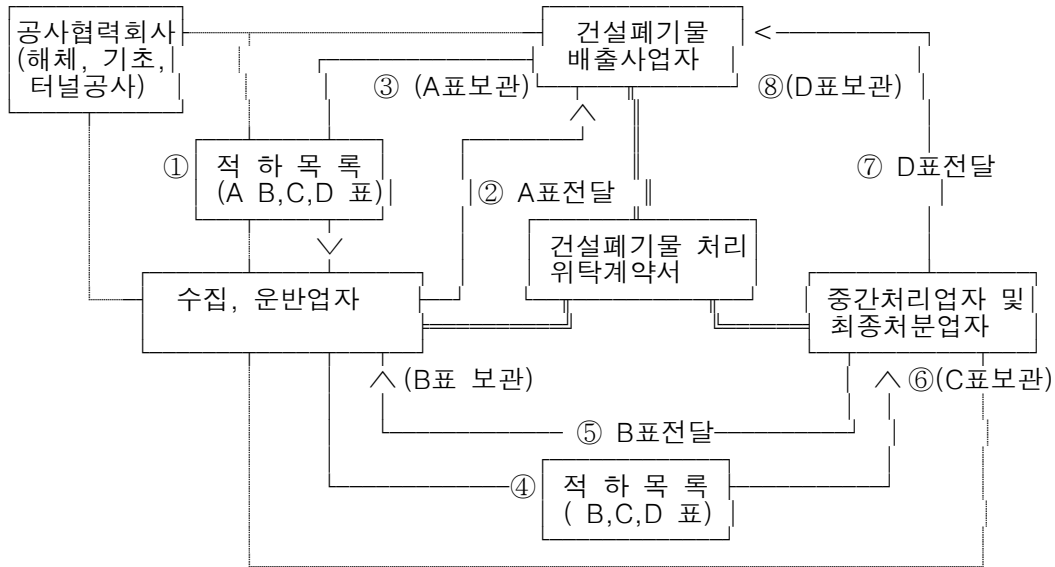 공사협력회사
(해체, 기초,
터널공사)
건설폐기물
배출사업자
<
③ (A표보관)
⑧(D표보관)
①
적 하 목 록
(A B,C,D 표)
② A표전달
⑦ D표전달
건설폐기물 처리
위탁계약서
수집, 운반업자
중간처리업자 및
최종처분업자
(B표 보관)
⑥(C표보관)
⑤ B표전달
④
적 하 목 록
( B,C,D 표)